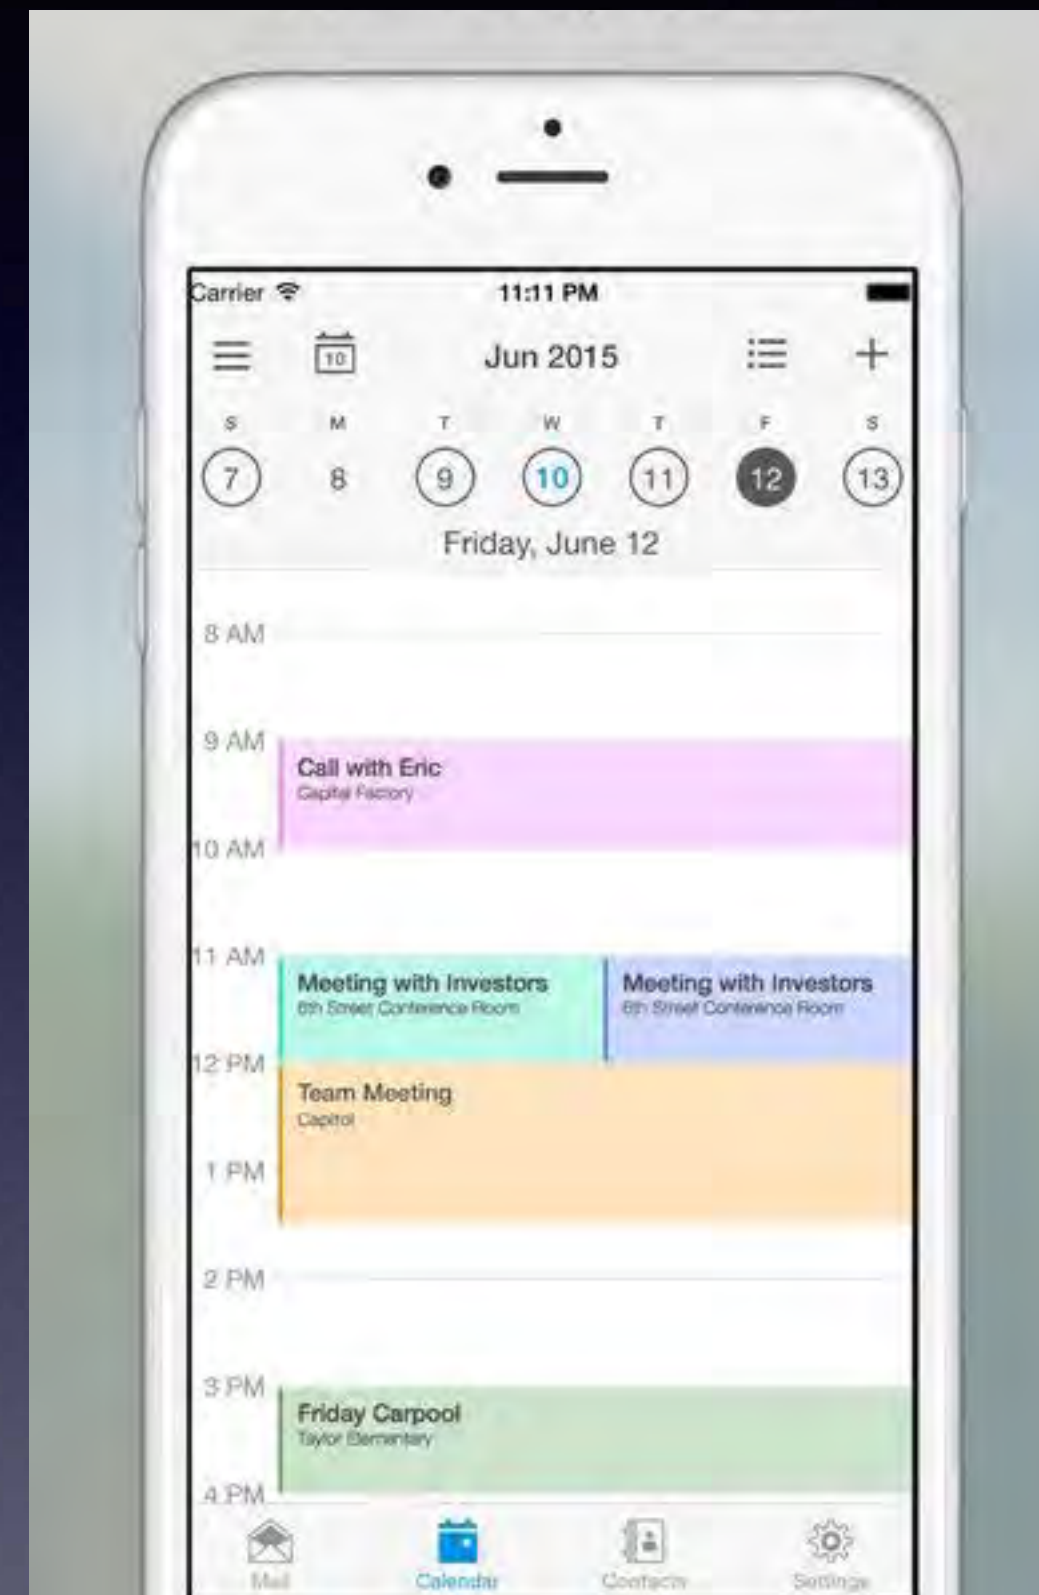 Carrier 11:11 PM
10 Jun 2015
S M T W T F S
7 8 9 10 11 12 13
Friday, June 12
8 AM
9 AM
Call with Eric
Capital Factory
10 AM
11 AM
Meeting with Investors Meeting with Investors
6th Street Conference Room 6th Street Conference Room
12 PM
Team Meeting
Capitol
1 PM
2 PM
3 PM
Friday Carpool
Taylor Elementary
4 PM
Mail Calendar Contacts Settings